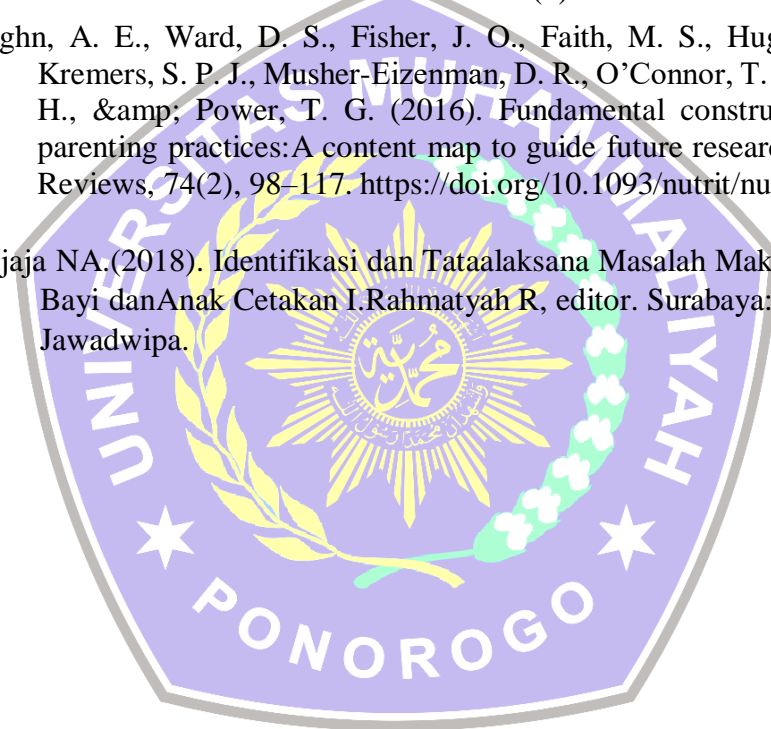 ghn, A. E., Ward, D. S., Fisher, J. O., Faith, M. S., Hug
Kremers, S. P. J., Musher-Eizenman, D. R., O’Connor, T.
H., &amp; Power, T. G. (2016). Fundamental constru
parenting practices:A content map to guide future resear
Reviews, 74(2), 98–117. https://doi.org/10.1093/nutrit/nu
jaja NA.(2018). Identifikasi dan Tataalaksana Masalah Mak
Bayi danAnak Cetakan I.Rahmatyah R, editor. Surabaya:
Jawadwipa.
UNIVERSITAS MUHAMMADIYAH
PONOROGO
محمدية